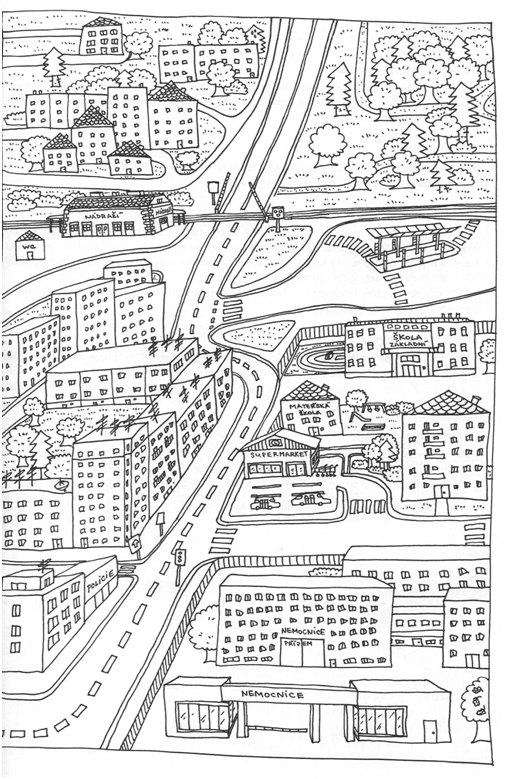 NÁDRAŽÍ
WC
ŠKOLA
ZÁKLADNÍ
MATEŘSKÁ
ŠKOLA
SUPERMARKET
POLICIE
NEMOCNICE
PŘÍJEM
NEMOCNICE